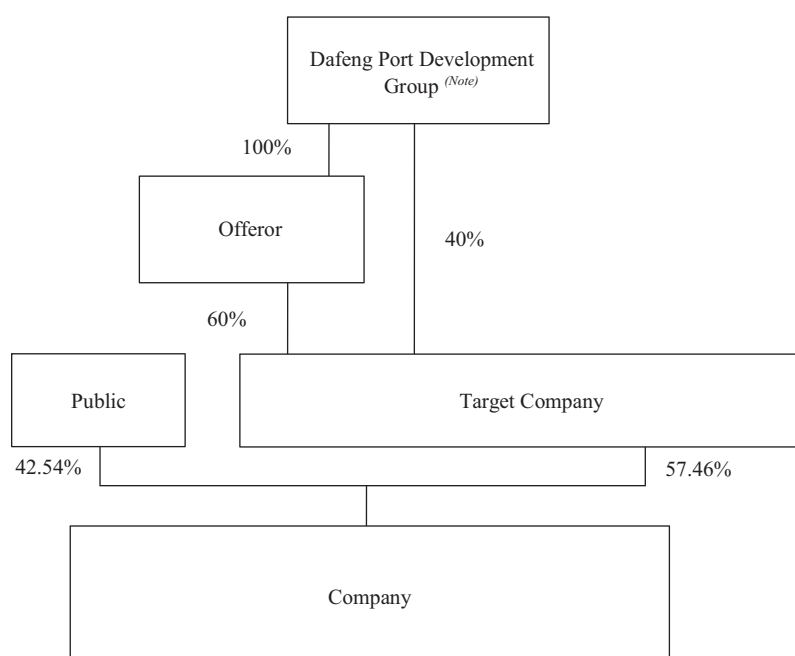 Dafeng Port Development
Group (Note)
100%
Offeror
40%
60%
Public
Target Company
42.54%
57.46%
Company